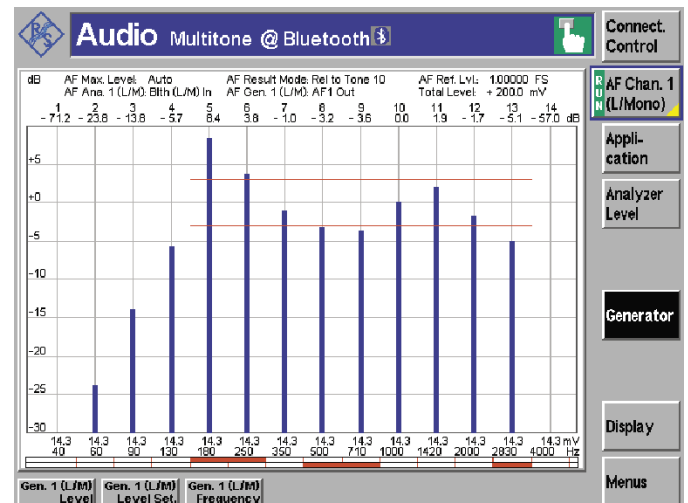 Audio Multitone @ Bluetooth
Connect.
Control
dB AF Max. Level: Auto AF Result Mode: Rel to Tone 10 AF Ref. Lvl.: 1.00000 FS
AF Ana. 1 (L/M): Blth (L/M) In AF Gen. 1 (L/M): AF1 Out Total Level: + 200.0 mV
1 2 3 4 5 6 7 8 9 10 11 12 13 14
- 71.2 - 23.8 - 13.8 - 5.7 8.4 3.8 - 1.0 - 3.2 - 3.6 0.0 1.9 - 1.7 - 5.1 - 57.0 dB
RUN
AF Chan. 1
(L/Mono)
Appli-
cation
Analyzer
Level
Generator
Display
Menus
+5
+0
-5
-10
-15
-20
-25
-30
14.3 14.3 14.3 14.3 14.3 14.3 14.3 14.3 14.3 14.3 14.3 14.3 14.3 14.3 mV
40 60 90 130 180 250 350 500 710 1000 1420 2000 2830 4000 Hz
Gen. 1 (L/M) Gen. 1 (L/M) Gen. 1 (L/M)
Level Level Set. Frequency